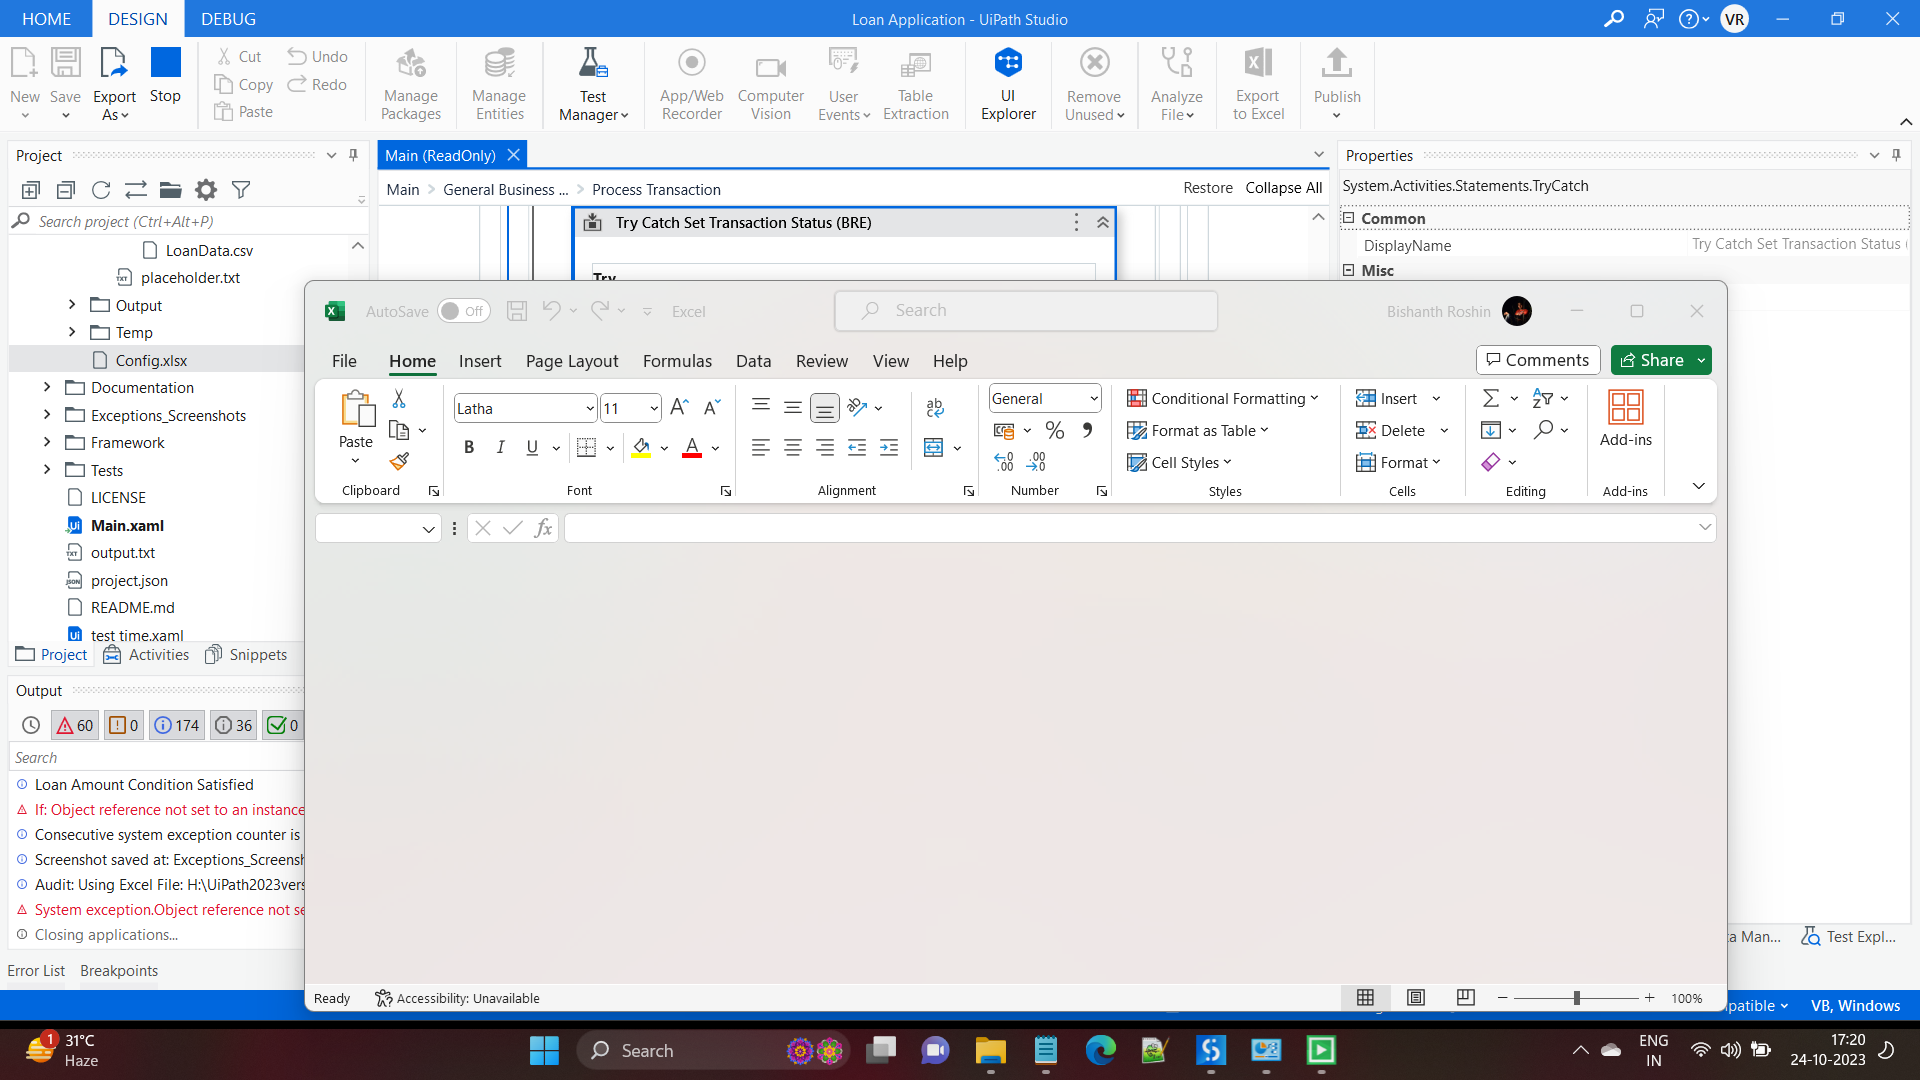 HOME DESIGN DEBUG Loan Application - UiPath Studio VR
New Save Export As Stop
Cut Copy Paste Undo Redo
Manage Packages
Manage Entities
Test Manager
App/Web Recorder
Computer Vision
User Events
Table Extraction
UI Explorer
Remove Unused
Analyze File
Export to Excel
Publish
Project
Search project (Ctrl+Alt+P)
LoanData.csv
placeholder.txt
Output
Temp
Config.xlsx
Documentation
Exceptions_Screenshots
Framework
Tests
LICENSE
Main.xaml
output.txt
project.json
README.md
test time.xaml
Project Activities Snippets
Main (ReadOnly)
Main > General Business ... > Process Transaction
Restore Collapse All
Try Catch Set Transaction Status (BRE)
Try
Properties
System.Activities.Statements.TryCatch
Common
DisplayName Try Catch Set Transaction Status (
Misc
AutoSave Off Excel
Search
Bishanth Roshin
File Home Insert Page Layout Formulas Data Review View Help
Comments Share
Paste
Clipboard
Latha 11
B I U
Font
ab
Alignment
General
% 9
.00 .00
Number
Conditional Formatting
Format as Table
Cell Styles
Styles
Insert
Delete
Format
Cells
Editing
Add-ins
Add-ins
fx
Ready Accessibility: Unavailable 100%
Output
60 0 174 36 0
Search
Loan Amount Condition Satisfied
If: Object reference not set to an instance
Consecutive system exception counter is
Screenshot saved at: Exceptions_Screensh
Audit: Using Excel File: H:\UiPath2023vers
System exception.Object reference not se
Closing applications...
Error List Breakpoints
ta Man... Test Expl...
patible VB, Windows
1 31°C
Haze
Search
ENG
IN
17:20
24-10-2023